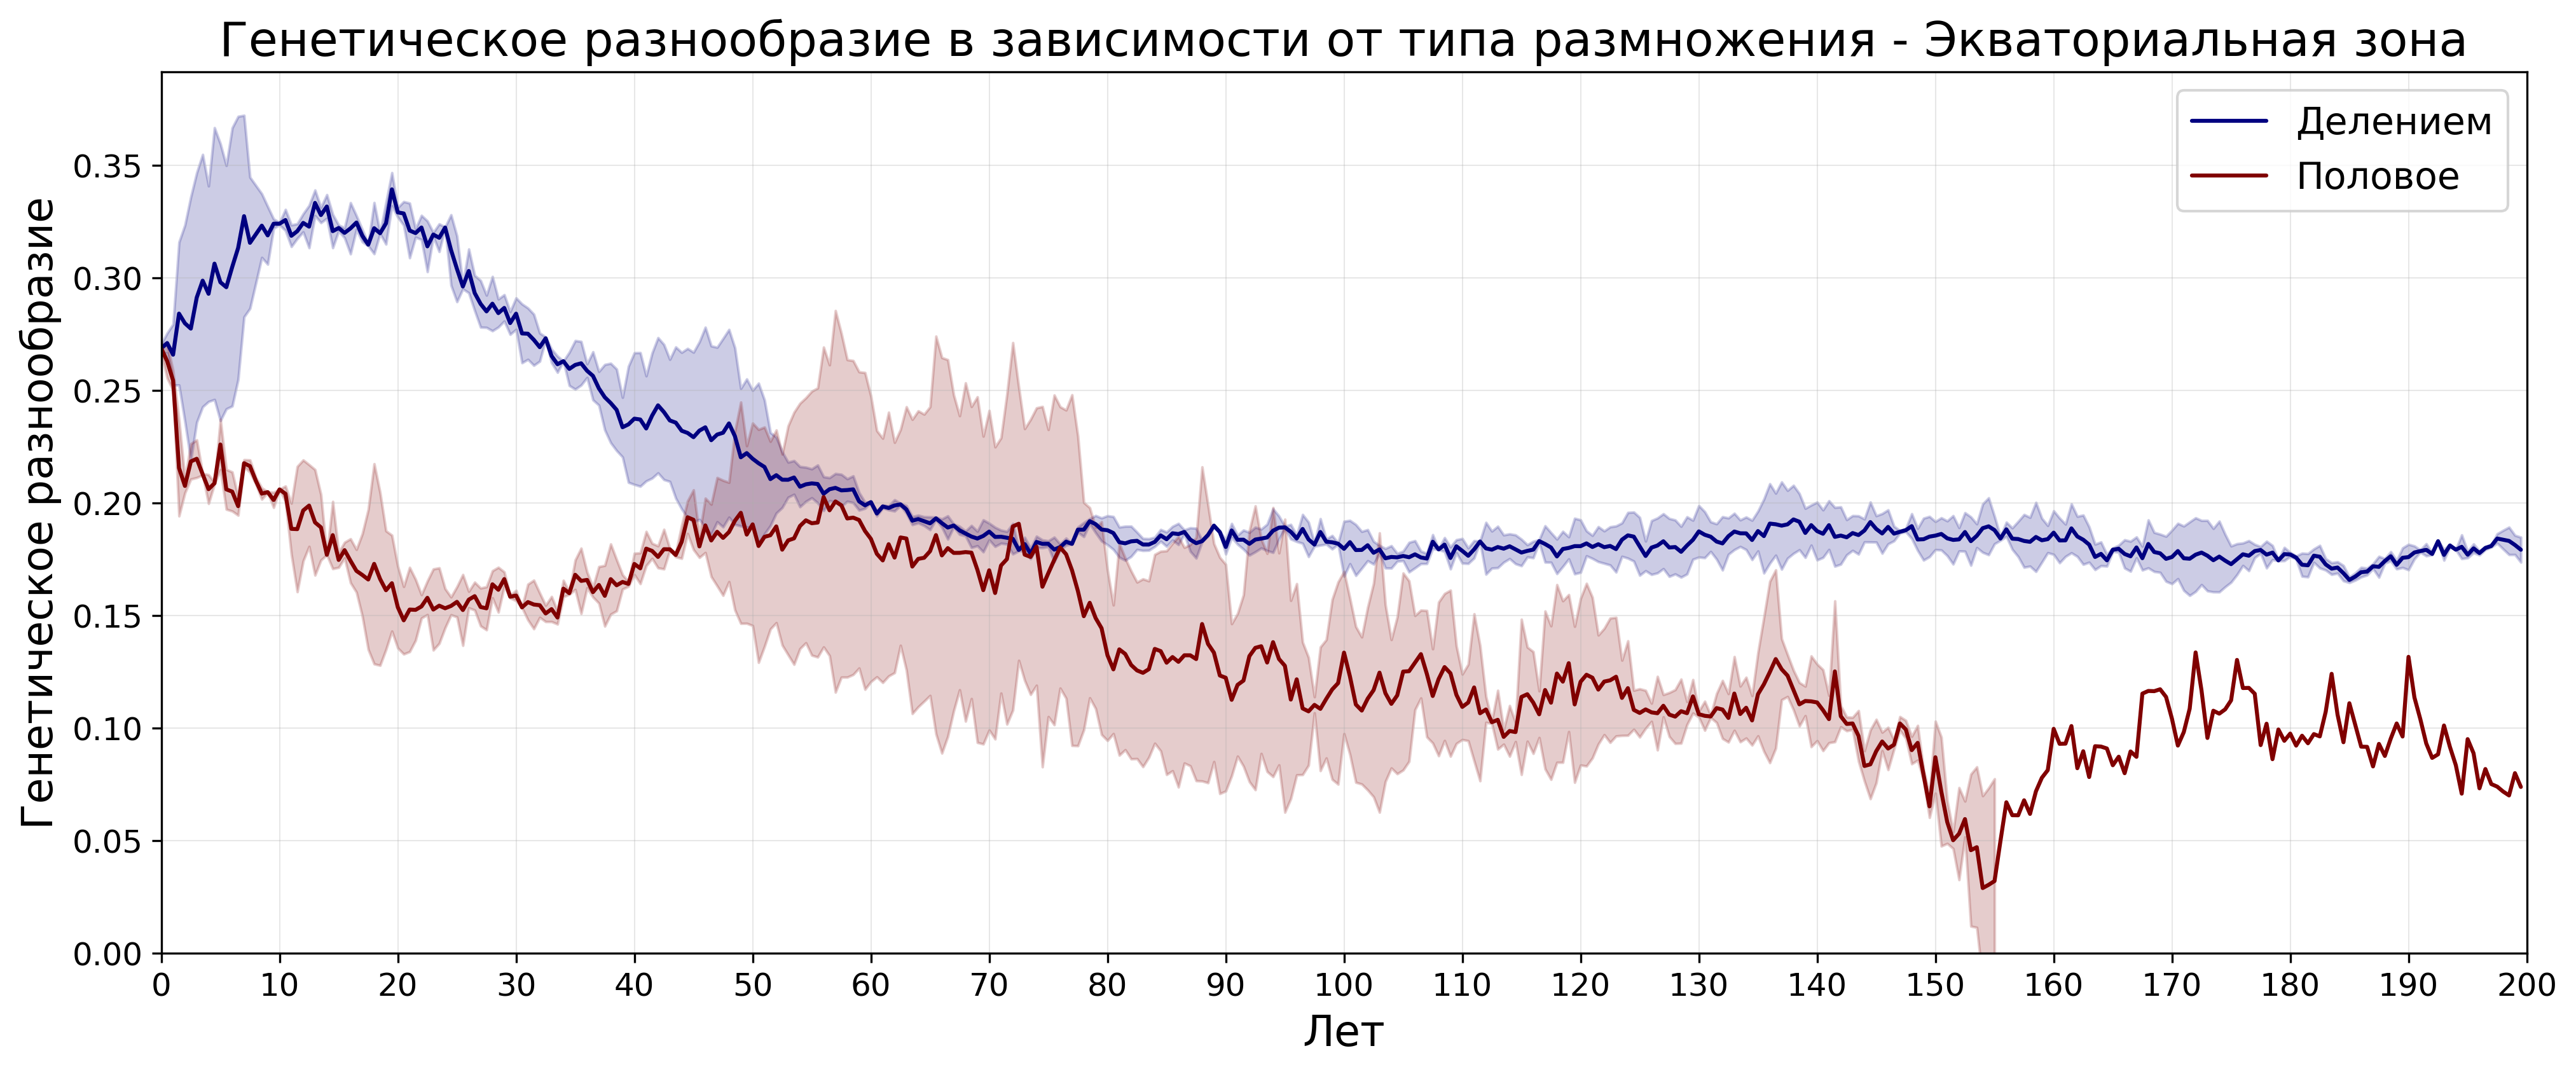 Генетическое разнообразие в зависимости от типа размножения - Экваториальная зона
Генетическое разнообразие
0.35
0.30
0.25
0.20
0.15
0.10
0.05
0.00
Делением
Половое
0 10 20 30 40 50 60 70 80 90 100 110 120 130 140 150 160 170 180 190 200
Лет